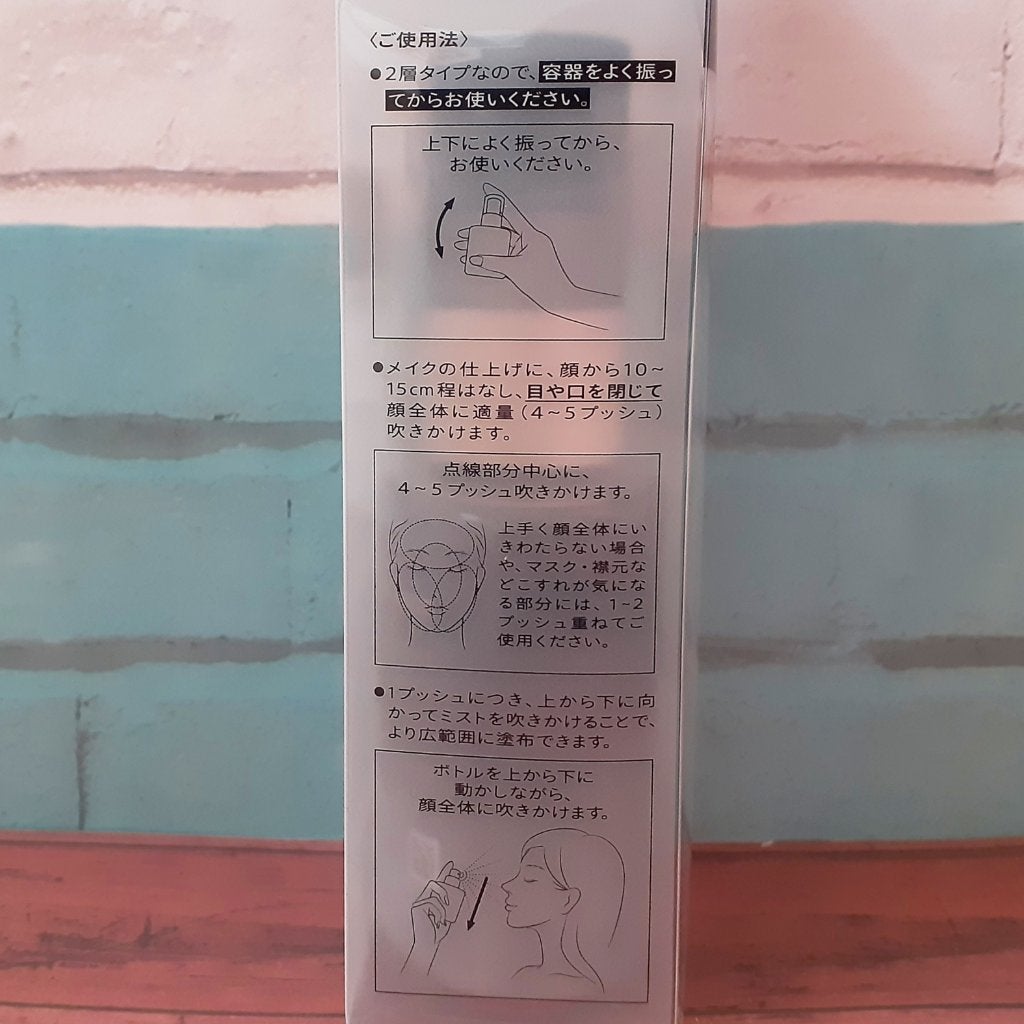 〈ご使用法〉
●2層タイプなので、容器をよく振っ
てからお使いください。
上下によく振ってから、
お使いください。
●メイクの仕上げに、顔から10～
15cm程はなし、目や口を閉じて
顔全体に適量（4～5プッシュ）
吹きかけます。
点線部分中心に、
4～5プッシュ吹きかけます。
上手く顔全体にい
きわたらない場合
や、マスク・襟元な
どこすれが気にな
る部分には、1~2
プッシュ重ねてご
使用ください。
●1プッシュにつき、上から下に向
かってミストを吹きかけることで、
より広範囲に塗布できます。
ボトルを上から下に
動かしながら、
顔全体に吹きかけます。